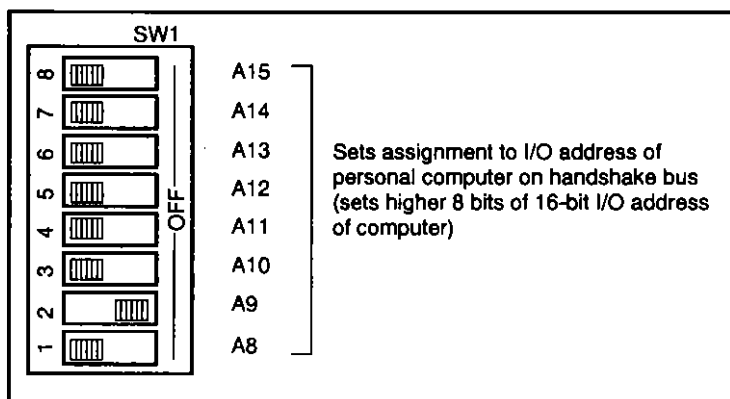 SW1
8 A15
7 A14
6 A13
5 A12
4 A11
3 A10
2 A9
1 A8
OFF
Sets assignment to I/O address of
personal computer on handshake bus
(sets higher 8 bits of 16-bit I/O address
of computer)